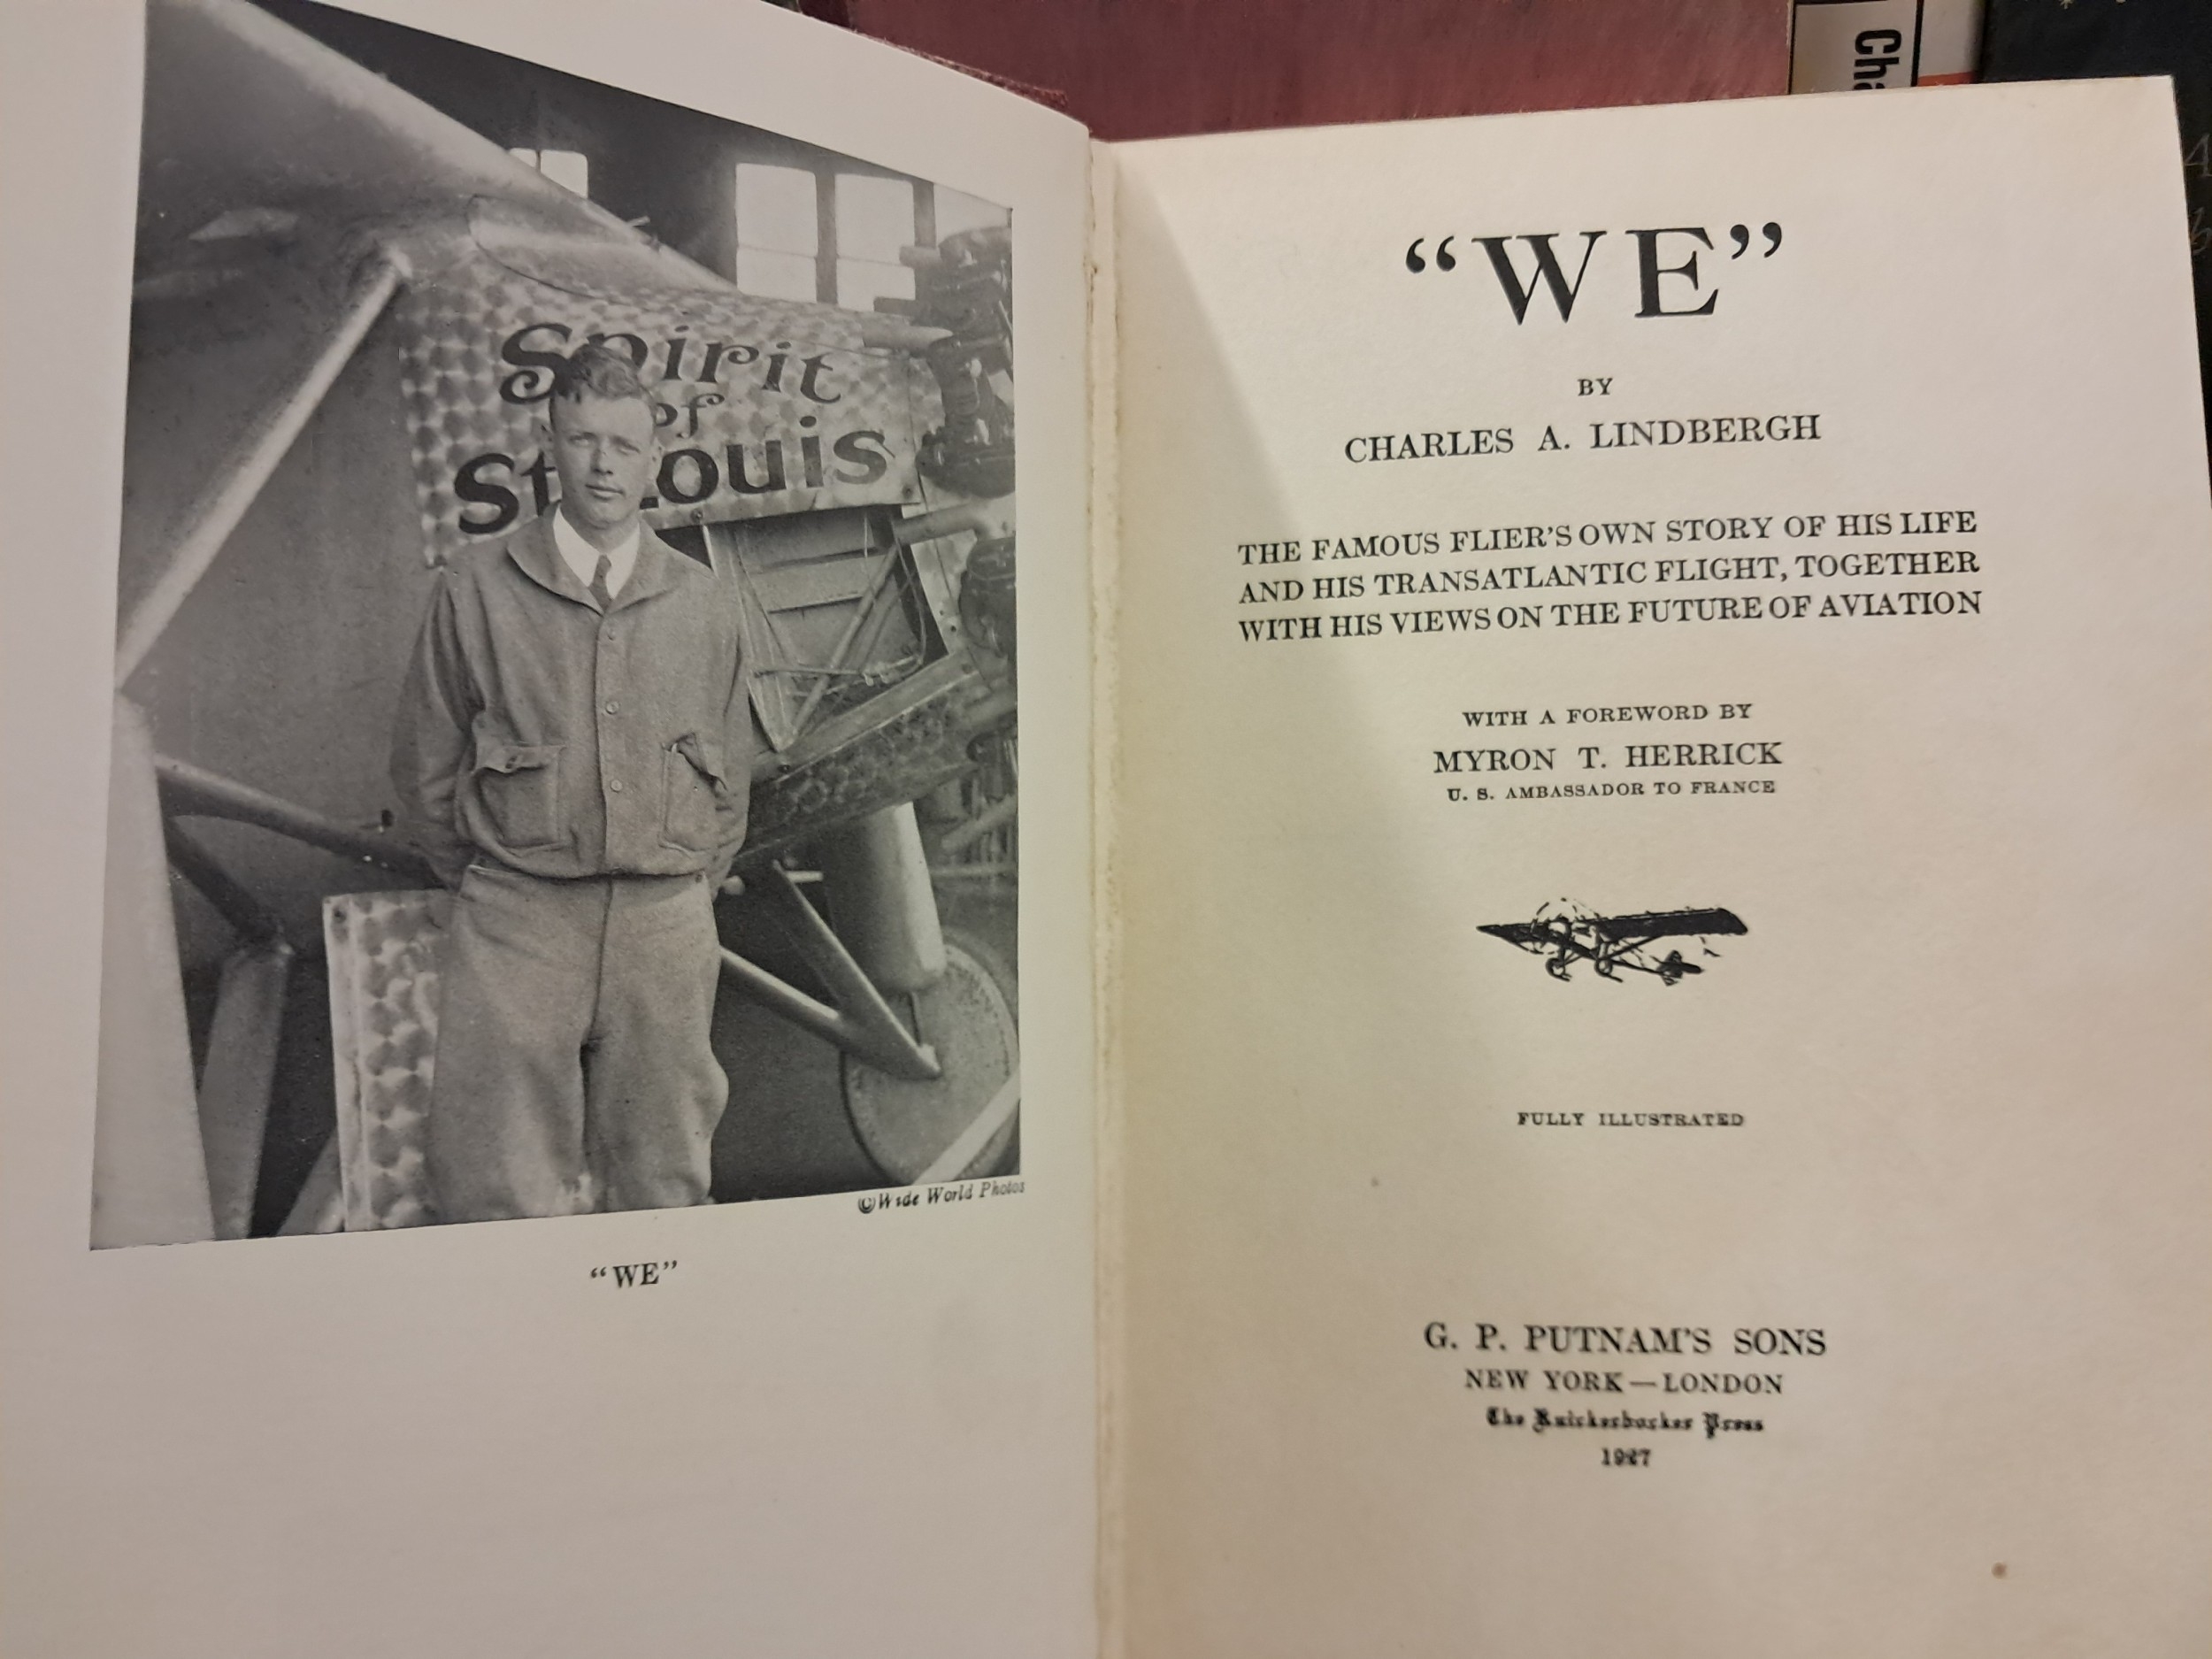 Spirit
of
St. Louis
©Wide World Photos
"WE"
"WE"
BY
CHARLES A. LINDBERGH
THE FAMOUS FLIER'S OWN STORY OF HIS LIFE
AND HIS TRANSATLANTIC FLIGHT, TOGETHER
WITH HIS VIEWS ON THE FUTURE OF AVIATION
WITH A FOREWORD BY
MYRON T. HERRICK
U. S. AMBASSADOR TO FRANCE
FULLY ILLUSTRATED
G. P. PUTNAM'S SONS
NEW YORK — LONDON
The Knickerbocker Press
1927